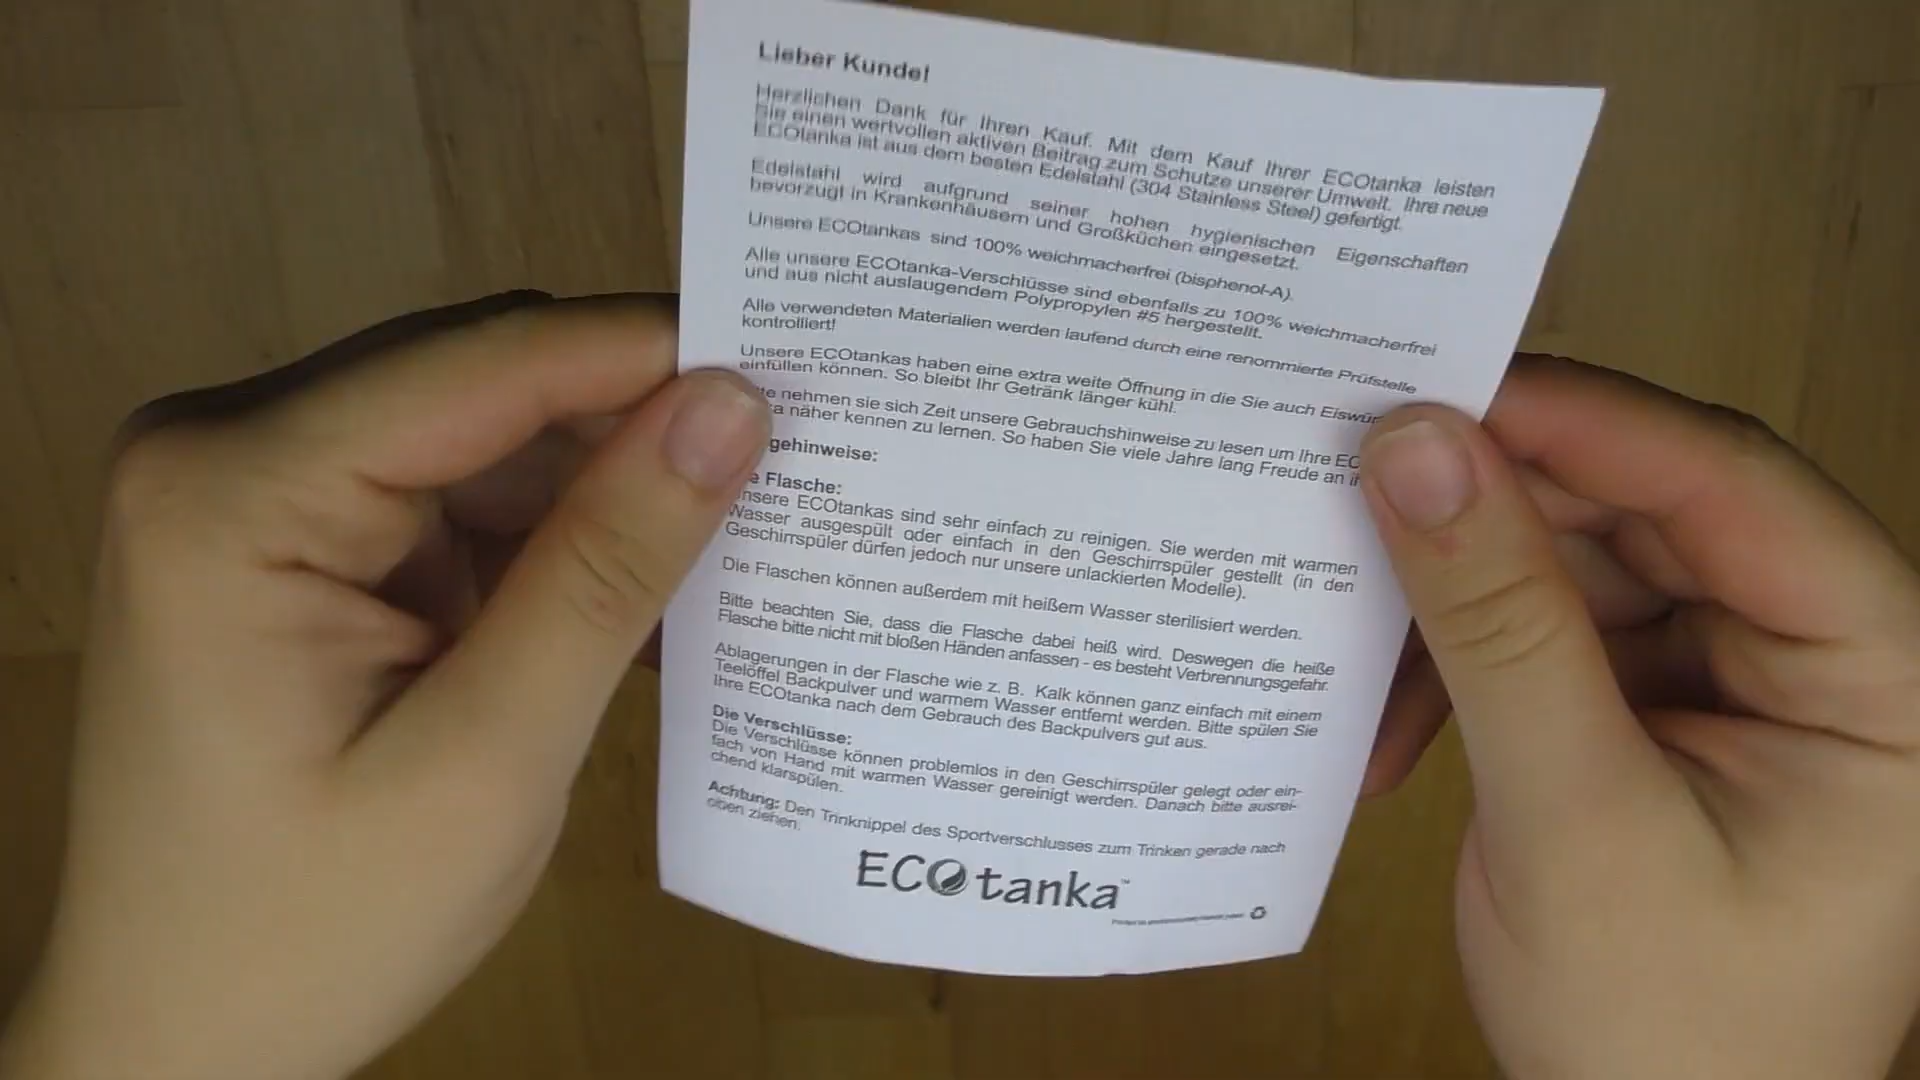 Lieber Kunde!
Herzlichen Dank für Ihren Kauf. Mit dem Kauf Ihrer ECOtanka leisten
Sie einen wertvollen aktiven Beitrag zum Schutze unserer Umwelt. Ihre neue
ECOtanka ist aus dem besten Edelstahl (304 Stainless Steel) gefertigt.
Edelstahl wird aufgrund seiner hohen hygienischen Eigenschaften
bevorzugt in Krankenhäusern und Großküchen eingesetzt.
Unsere ECOtankas sind 100% weichmacherfrei (bisphenol-A).
Alle unsere ECOtanka-Verschlüsse sind ebenfalls zu 100% weichmacherfrei
und aus nicht auslaugendem Polypropylen #5 hergestellt.
Alle verwendeten Materialien werden laufend durch eine renommierte Prüfstelle
kontrolliert!
Unsere ECOtankas haben eine extra weite Öffnung in die Sie auch Eiswür
einfüllen können. So bleibt Ihr Getränk länger kühl.
te nehmen sie sich Zeit unsere Gebrauchshinweise zu lesen um Ihre EC
a näher kennen zu lernen. So haben Sie viele Jahre lang Freude an ih
gehinweise:
e Flasche:
nsere ECOtankas sind sehr einfach zu reinigen. Sie werden mit warmen
Wasser ausgespült oder einfach in den Geschirrspüler gestellt (in den
Geschirrspüler dürfen jedoch nur unsere unlackierten Modelle).
Die Flaschen können außerdem mit heißem Wasser sterilisiert werden.
Bitte beachten Sie, dass die Flasche dabei heiß wird. Deswegen die heiße
Flasche bitte nicht mit bloßen Händen anfassen - es besteht Verbrennungsgefahr.
Ablagerungen in der Flasche wie z. B. Kalk können ganz einfach mit einem
Teelöffel Backpulver und warmem Wasser entfernt werden. Bitte spülen Sie
Ihre ECOtanka nach dem Gebrauch des Backpulvers gut aus.
Die Verschlüsse:
Die Verschlüsse können problemlos in den Geschirrspüler gelegt oder ein-
fach von Hand mit warmen Wasser gereinigt werden. Danach bitte ausrei-
chend klarspülen.
Achtung: Den Trinknippel des Sportverschlusses zum Trinken gerade nach
oben ziehen.
ECOtanka™